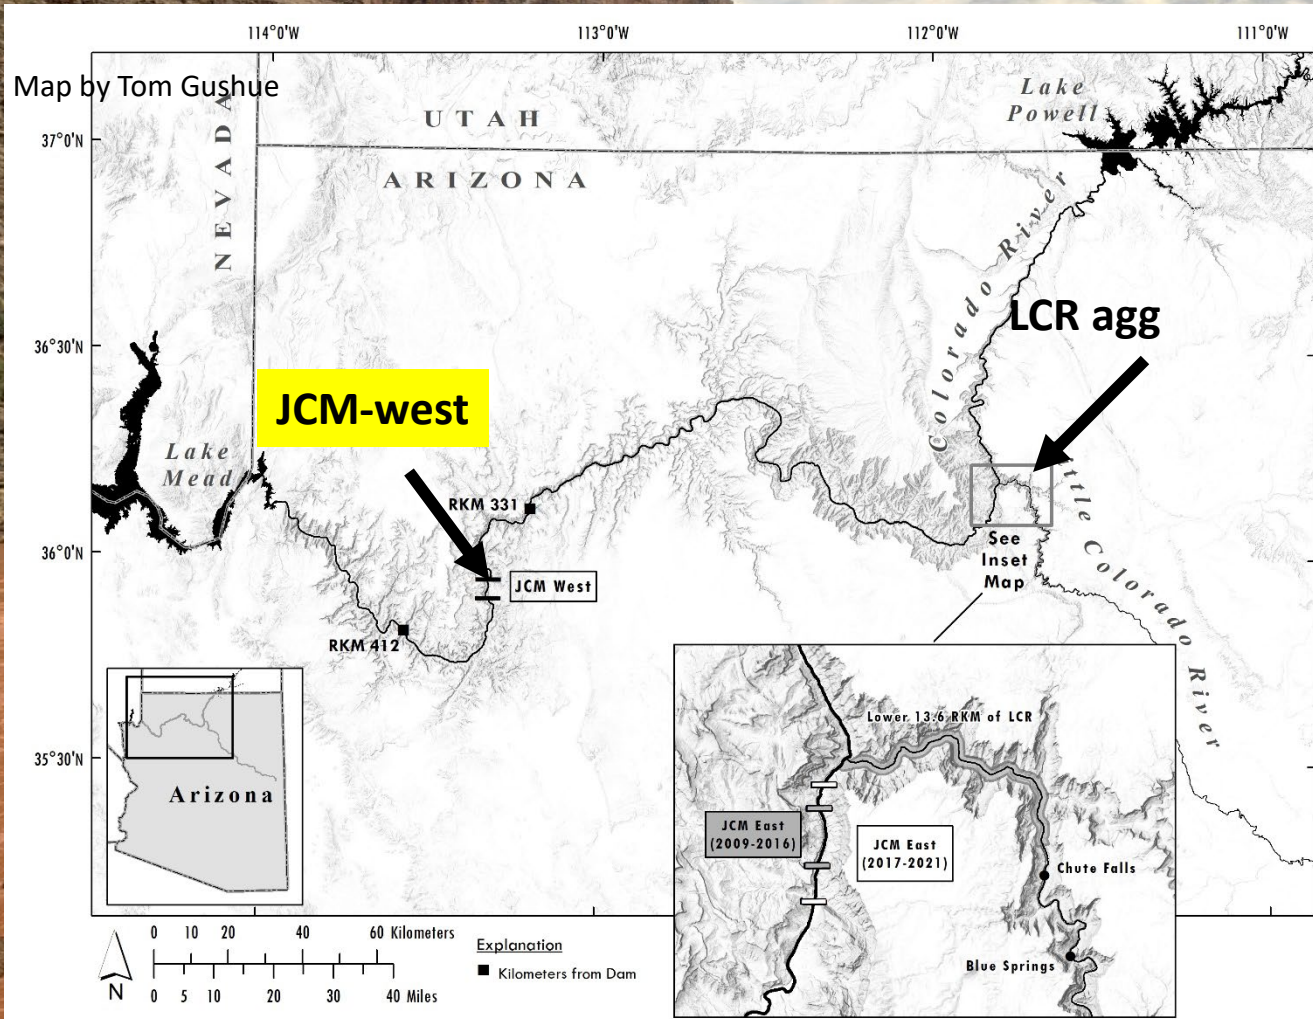 114°0'W
113°0'W
112°0'W
111°0'W
Map by Tom Gushue
NEVADA
UTAH
ARIZONA
Lake
Powell
37°0'N
Colorado River
LCR agg
36°30'N
JCM-west
Lake
Mead
RKM 331
36°0'N
JCM West
See
Inset
Map
Little Colorado River
RKM 412
35°30'N
Arizona
Lower 13.6 RKM of LCR
JCM East
(2009-2016)
JCM East
(2017-2021)
Chute Falls
Blue Springs
N
0 10 20 40 60 Kilometers
0 5 10 20 30 40 Miles
Explanation
Kilometers from Dam